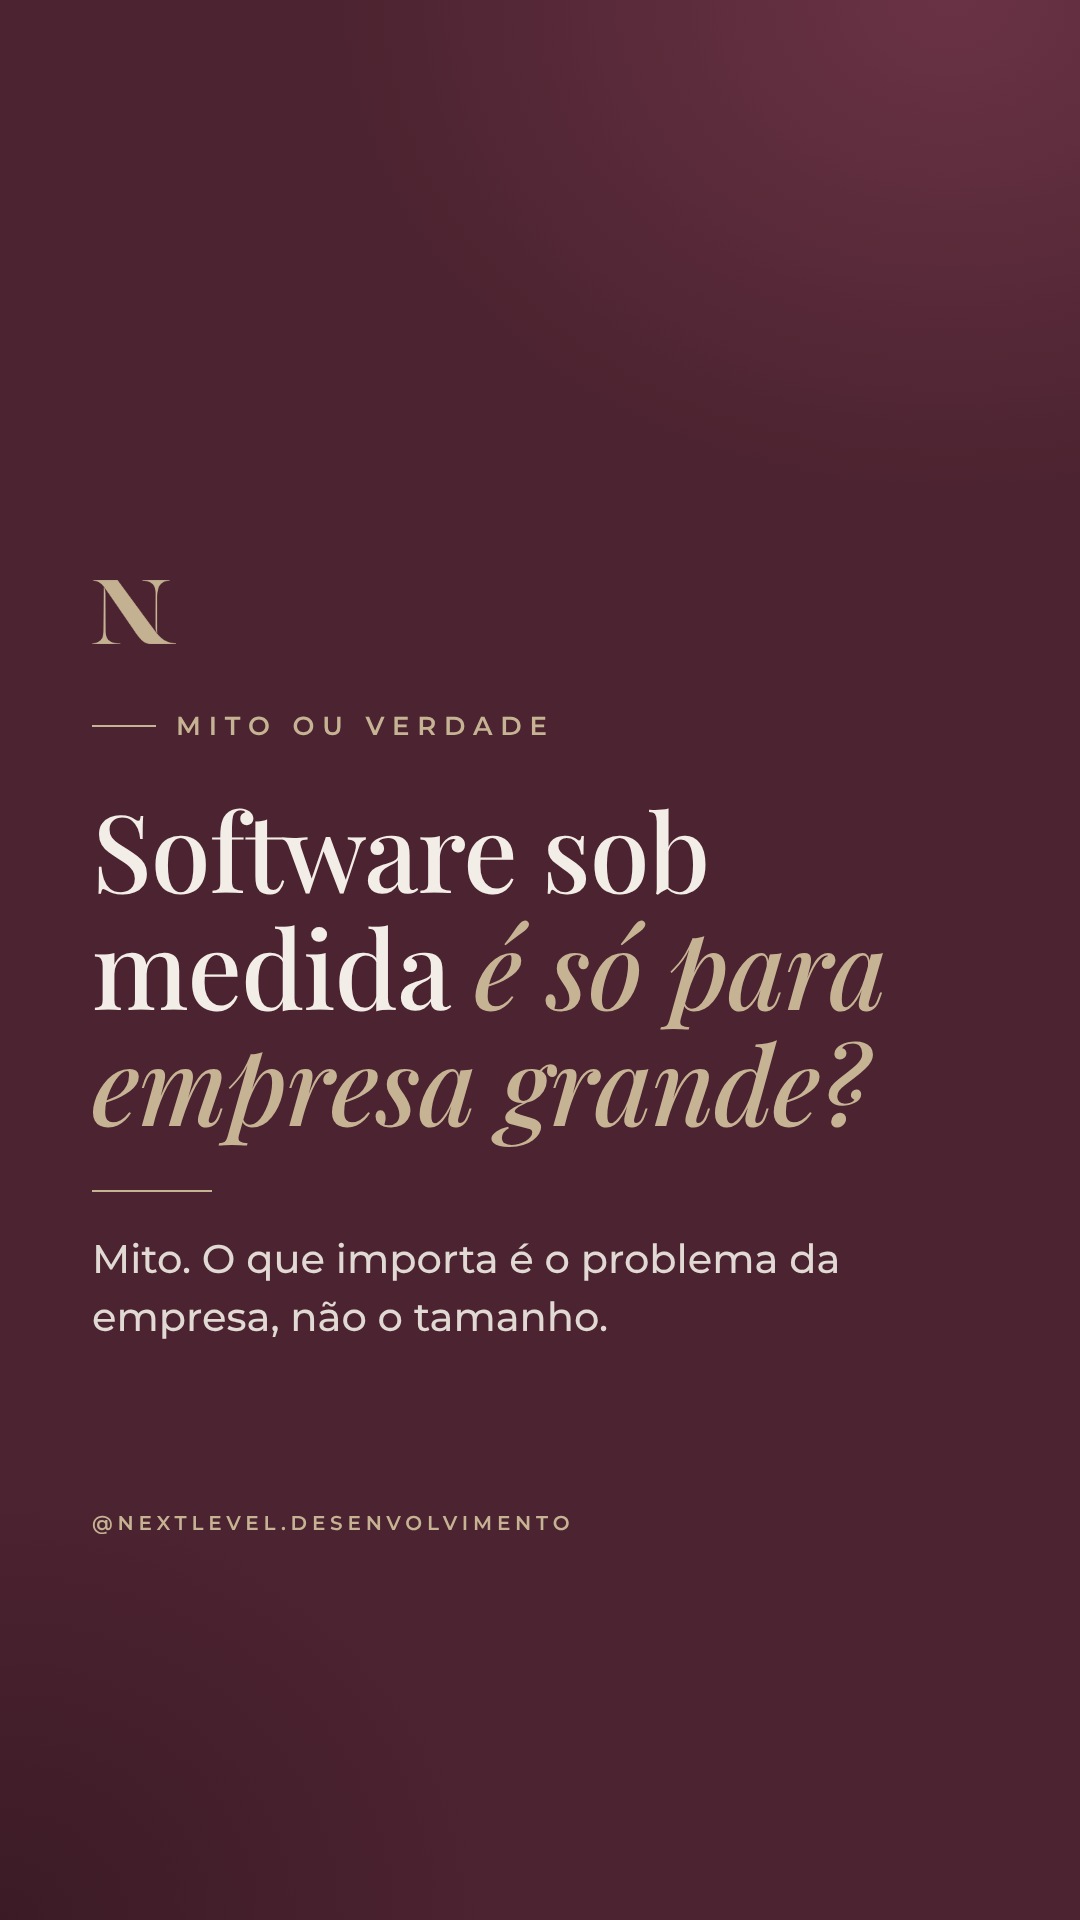 N
MITO OU VERDADE
Software sob
medida é só para
empresa grande?
Mito. O que importa é o problema da
empresa, não o tamanho.
@NEXTLEVEL.DESENVOLVIMENTO